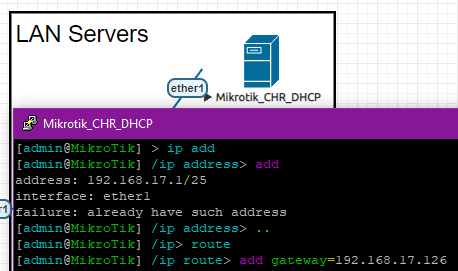 LAN Servers
ether1
Mikrotik_CHR_DHCP
Mikrotik_CHR_DHCP
[admin@MikroTik] > ip add
[admin@MikroTik] /ip address> add
address: 192.168.17.1/25
interface: ether1
failure: already have such address
[admin@MikroTik] /ip address> ..
[admin@MikroTik] /ip> route
[admin@MikroTik] /ip route> add gateway=192.168.17.126